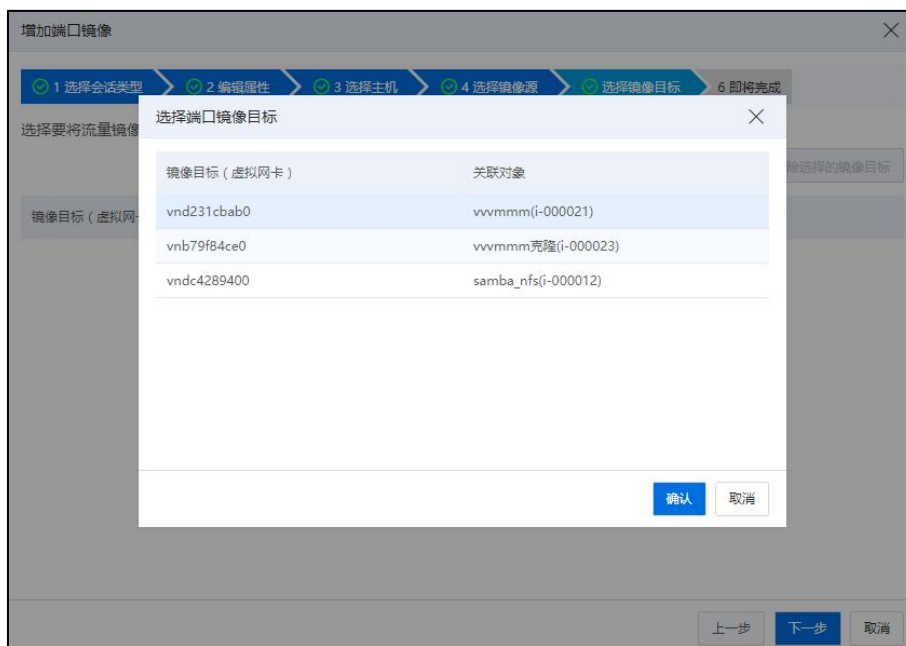 增加端口镜像
1 选择会话类型 2 编辑属性 3 选择主机 4 选择镜像源 选择镜像目标 6 即将完成
选择要将流量镜像
选择端口镜像目标
除选择的镜像目标
镜像目标（虚拟网卡） 关联对象
镜像目标（虚拟网
vnd231cbab0 vvvmmm(i-000021)
vnb79f84ce0 vvvmmm克隆(i-000023)
vndc4289400 samba_nfs(i-000012)
确认 取消
上一步 下一步 取消